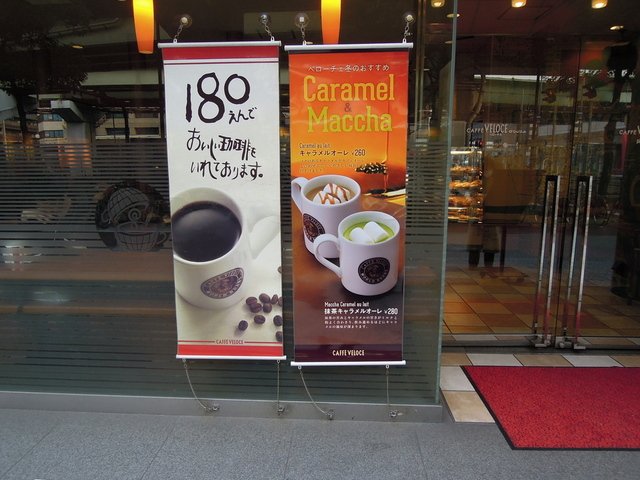 180
えんで
おいしい珈琲を
いれております。
CAFFÉ VELOCE
ベローチェ冬のおすすめ
Caramel
&
Maccha
Caramel au lait
キャラメルオーレ ¥260
Maccha Caramel au lait
抹茶キャラメルオーレ ¥280
CAFFÉ VELOCE
CAFFÉ VELOCE